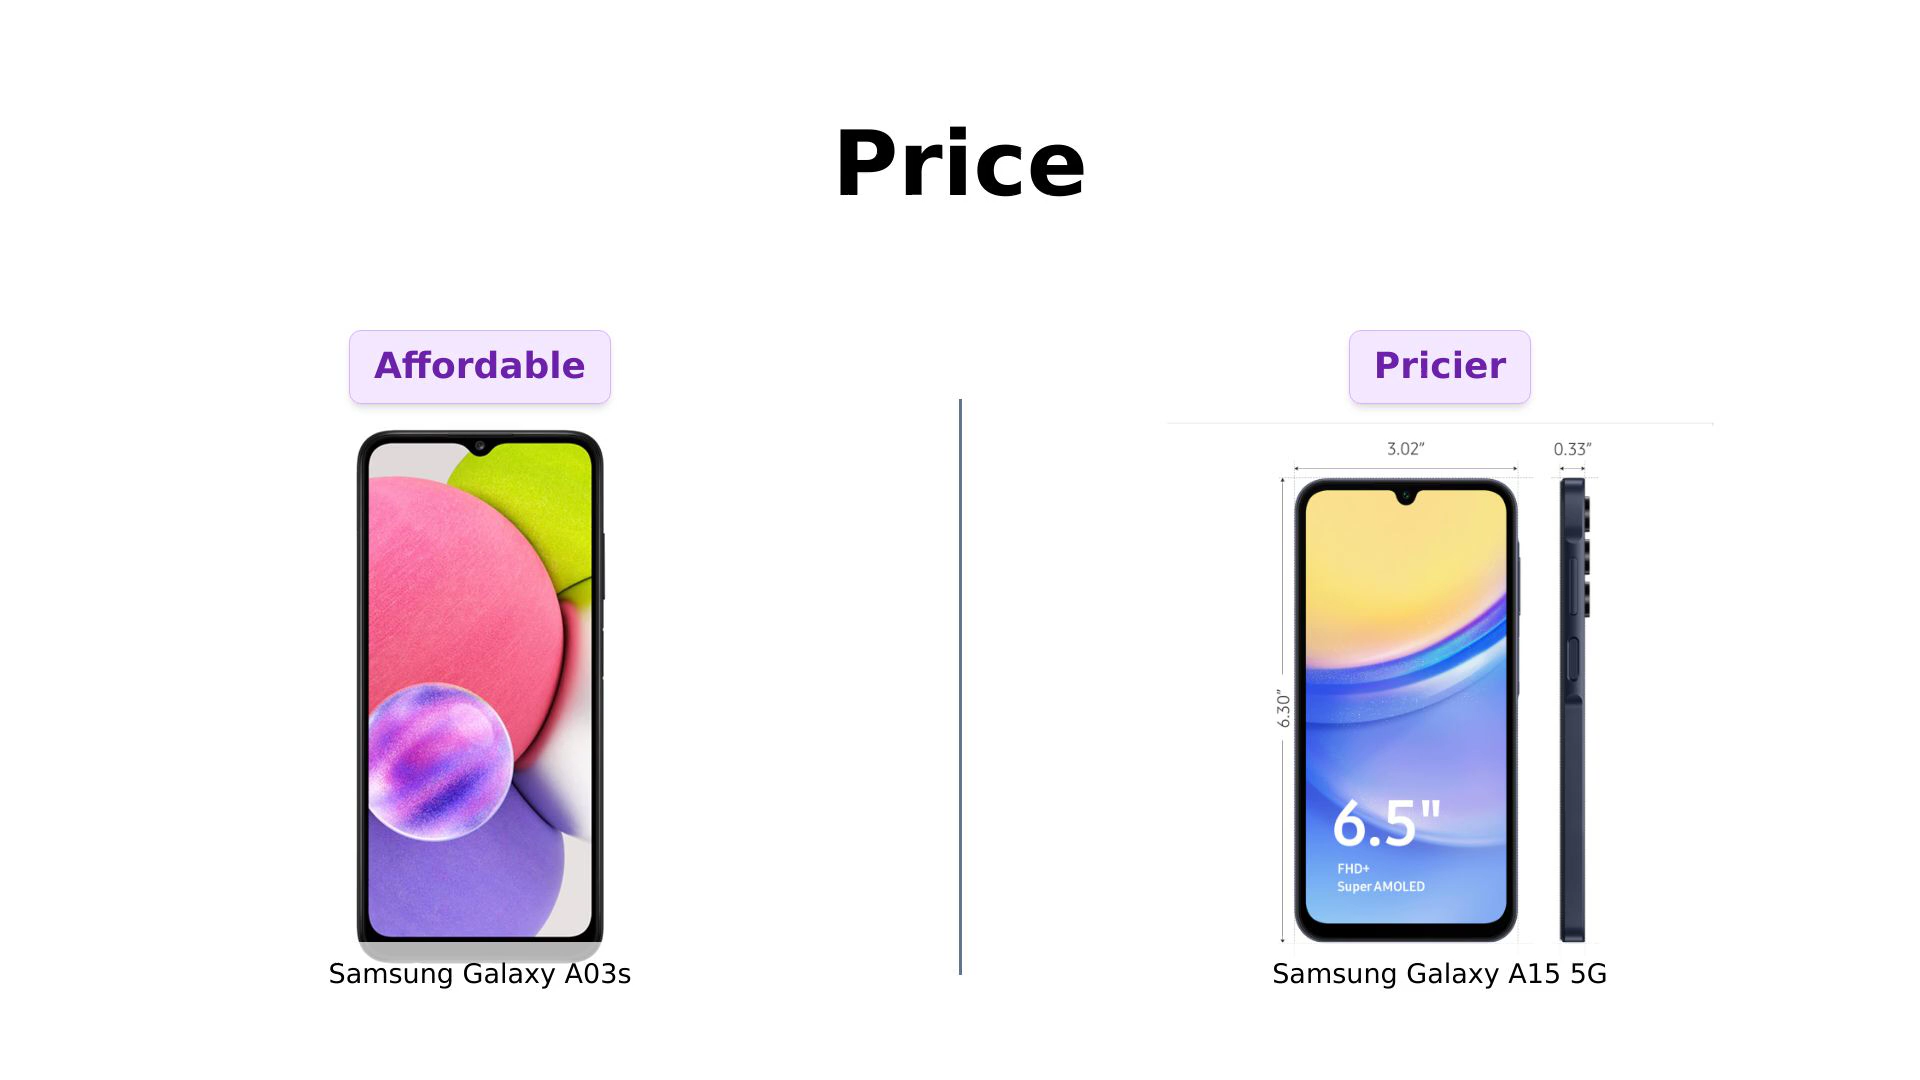 Price
Affordable
Pricier
3.02”
0.33”
6.30”
6.5"
FHD+
Super AMOLED
Samsung Galaxy A03s
Samsung Galaxy A15 5G